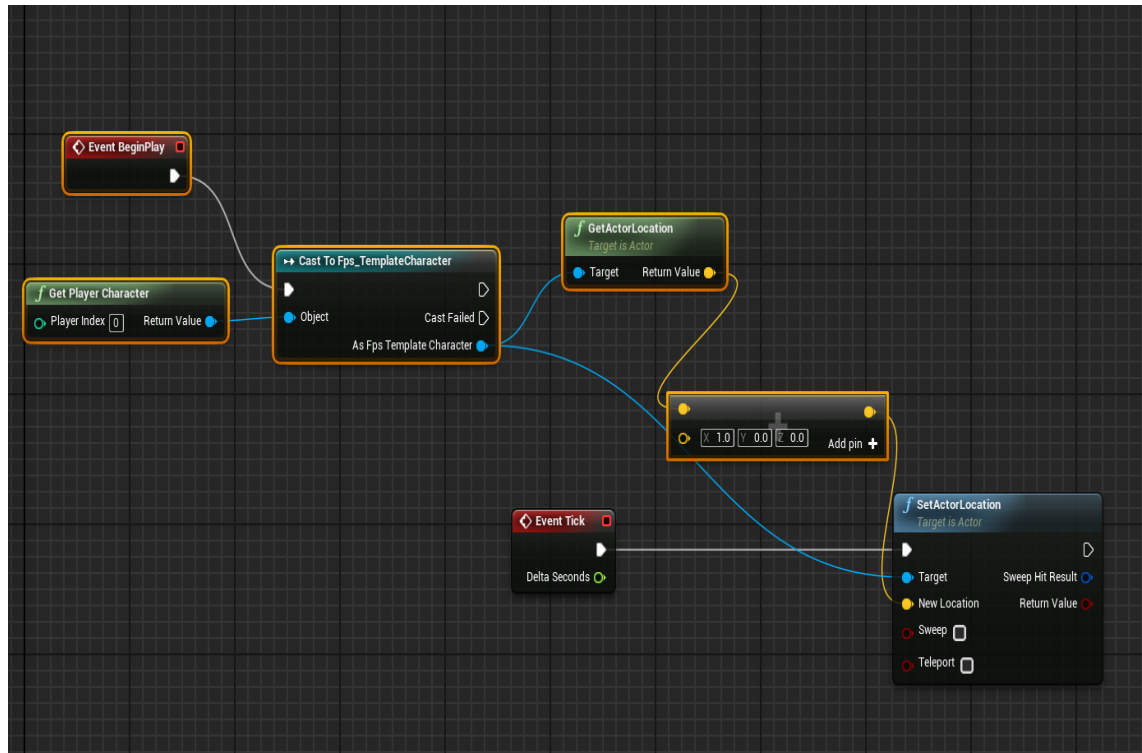 Event BeginPlay
Get Player Character
Player Index 0 Return Value
Cast To Fps_TemplateCharacter
Object
Cast Failed
As Fps Template Character
GetActorLocation
Target is Actor
Target Return Value
X 1.0 Y 0.0 Z 0.0
Add pin
Event Tick
Delta Seconds
SetActorLocation
Target is Actor
Target Sweep Hit Result
New Location Return Value
Sweep
Teleport